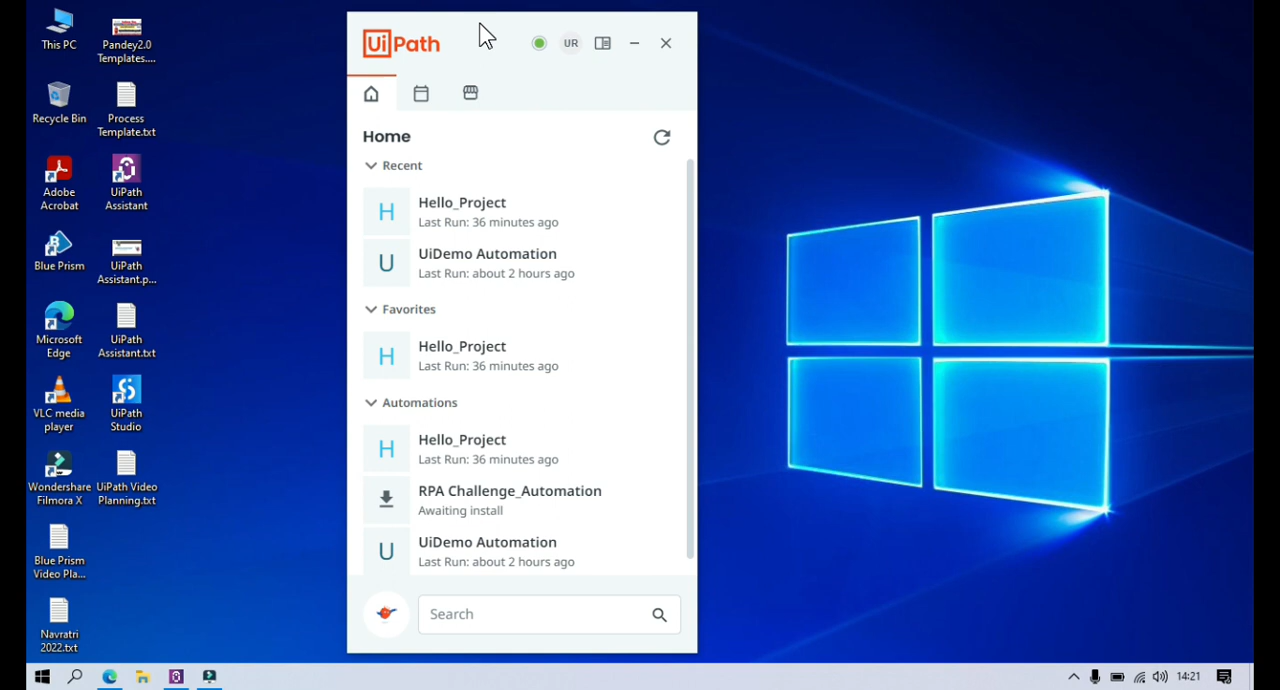 This PC
Pandey2.0
Templates....
Recycle Bin
Process
Template.txt
Adobe
Acrobat
UiPath
Assistant
Blue Prism
UiPath
Assistant.p...
Microsoft
Edge
UiPath
Assistant.txt
VLC media
player
UiPath
Studio
Wondershare
Filmora X
UiPath Video
Planning.txt
Blue Prism
Video Pla...
Navratri
2022.txt
UiPath
UR
Home
Recent
H
Hello_Project
Last Run: 36 minutes ago
U
UiDemo Automation
Last Run: about 2 hours ago
Favorites
H
Hello_Project
Last Run: 36 minutes ago
Automations
H
Hello_Project
Last Run: 36 minutes ago
RPA Challenge_Automation
Awaiting install
U
UiDemo Automation
Last Run: about 2 hours ago
Search
14:21